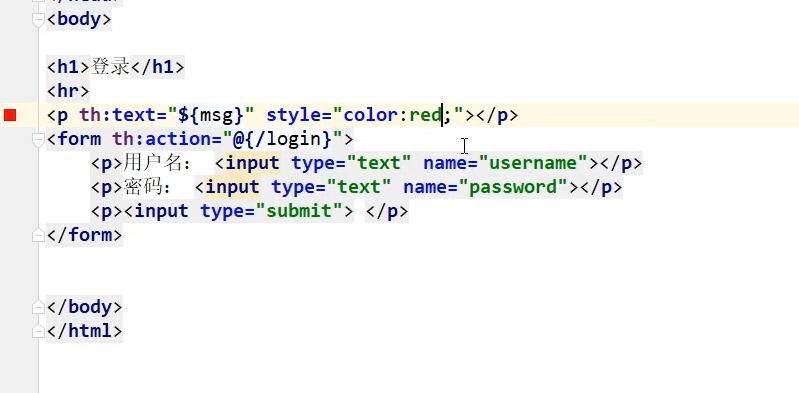 <body>
<h1>登录</h1>
<hr>
<p th:text="${msg}" style="color:red;"></p>
<form th:action="@{/login}">
<p>用户名： <input type="text" name="username"></p>
<p>密码： <input type="text" name="password"></p>
<p><input type="submit"> </p>
</form>
</body>
</html>